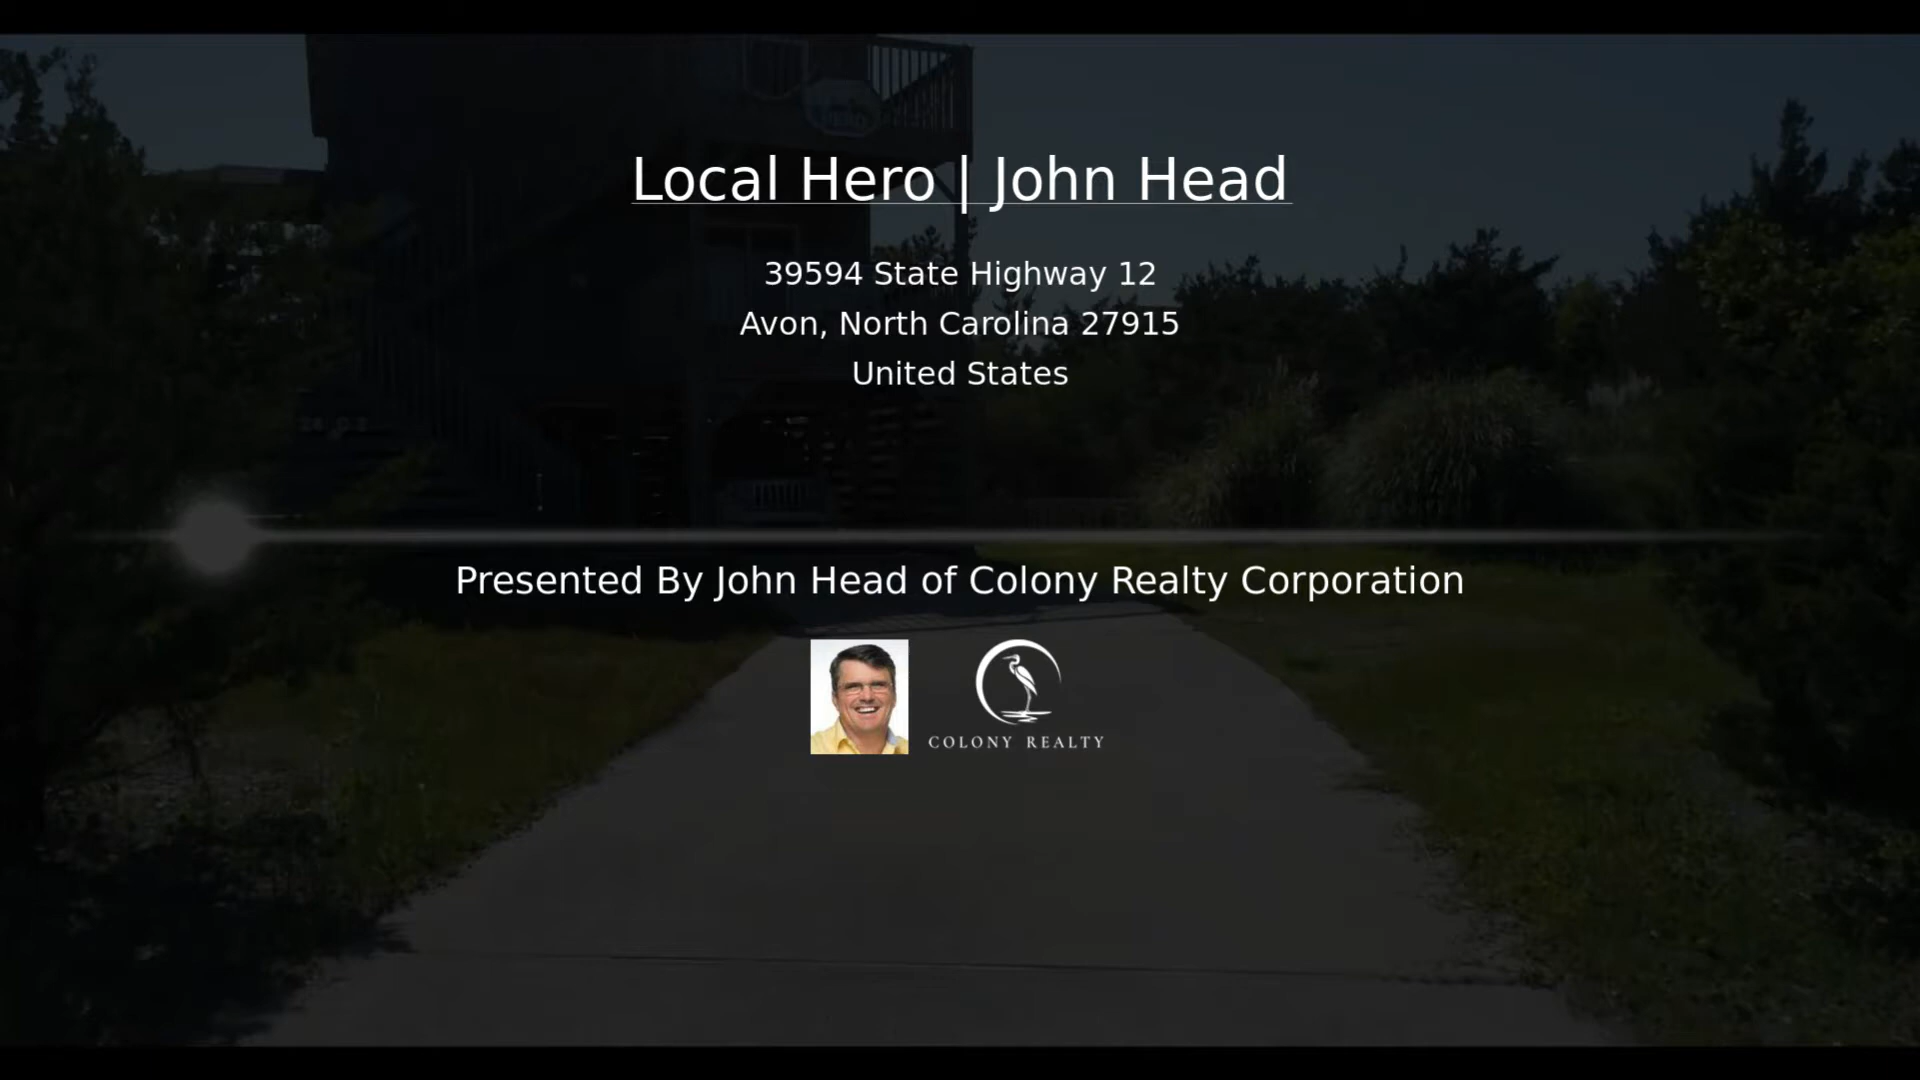 Local Hero | John Head
39594 State Highway 12
Avon, North Carolina 27915
United States
Presented By John Head of Colony Realty Corporation
COLONY REALTY